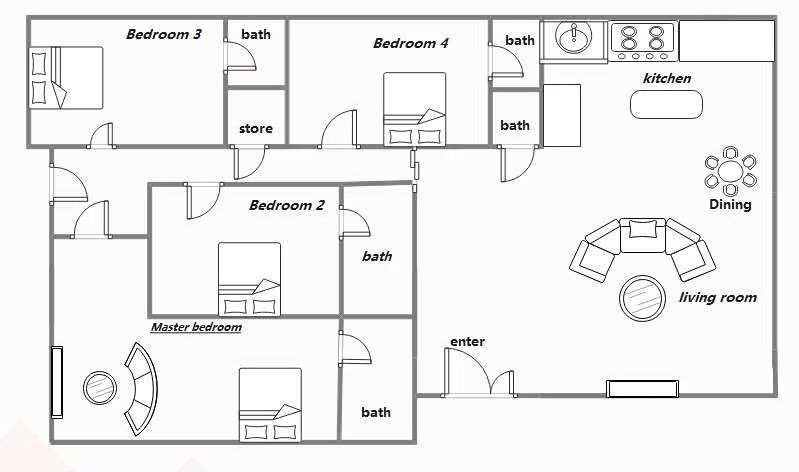 Bedroom 3
bath
Bedroom 4
bath
kitchen
store
bath
Dining
Bedroom 2
bath
living room
Master bedroom
enter
bath